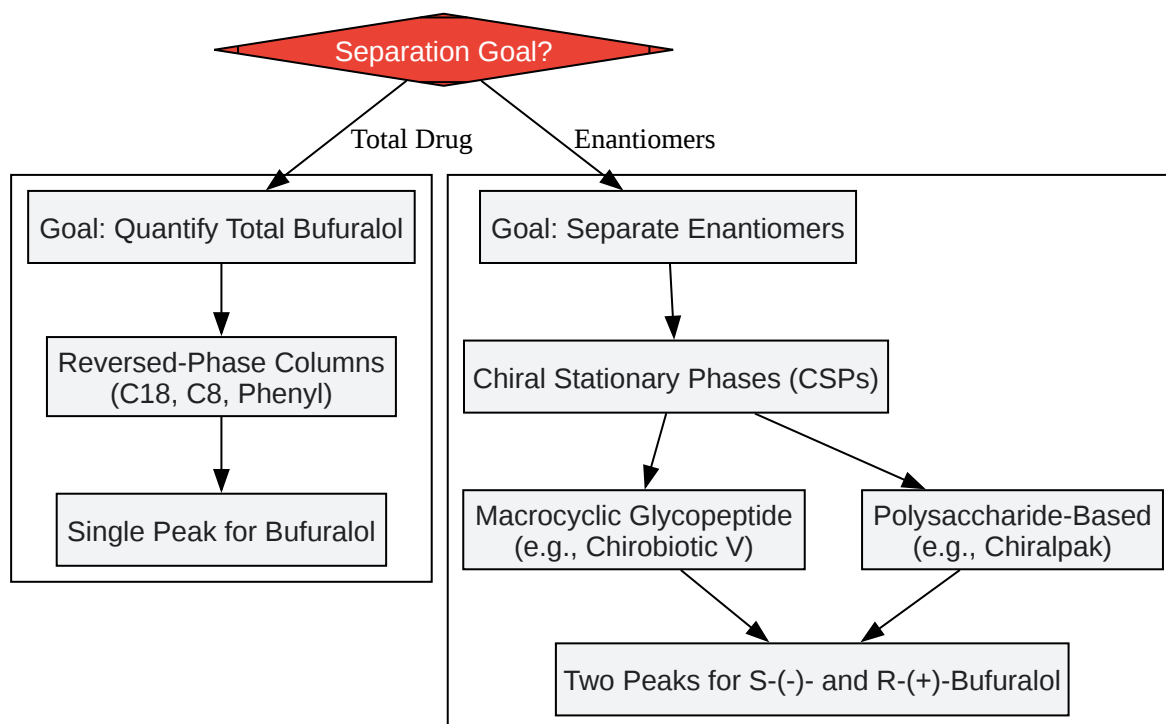 Separation Goal?
Total Drug
Enantiomers
Goal: Quantify Total Bufuralol
Goal: Separate Enantiomers
Reversed-Phase Columns
(C18, C8, Phenyl)
Chiral Stationary Phases (CSPs)
Single Peak for Bufuralol
Macrocyclic Glycopeptide
(e.g., Chirobiotic V)
Polysaccharide-Based
(e.g., Chiralpak)
Two Peaks for S-(-)- and R-(+)-Bufuralol